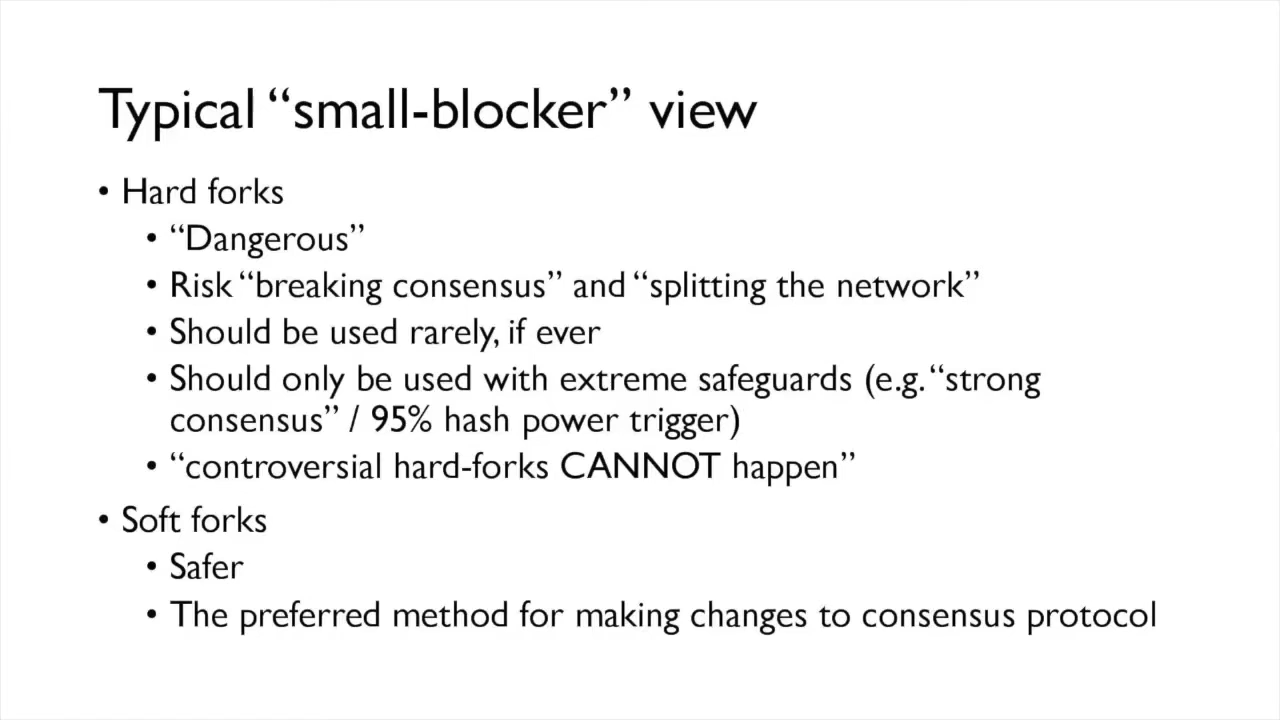 Typical “small-blocker” view
• Hard forks
• “Dangerous”
• Risk “breaking consensus” and “splitting the network”
• Should be used rarely, if ever
• Should only be used with extreme safeguards (e.g. “strong
consensus” / 95% hash power trigger)
• “controversial hard-forks CANNOT happen”
• Soft forks
• Safer
• The preferred method for making changes to consensus protocol